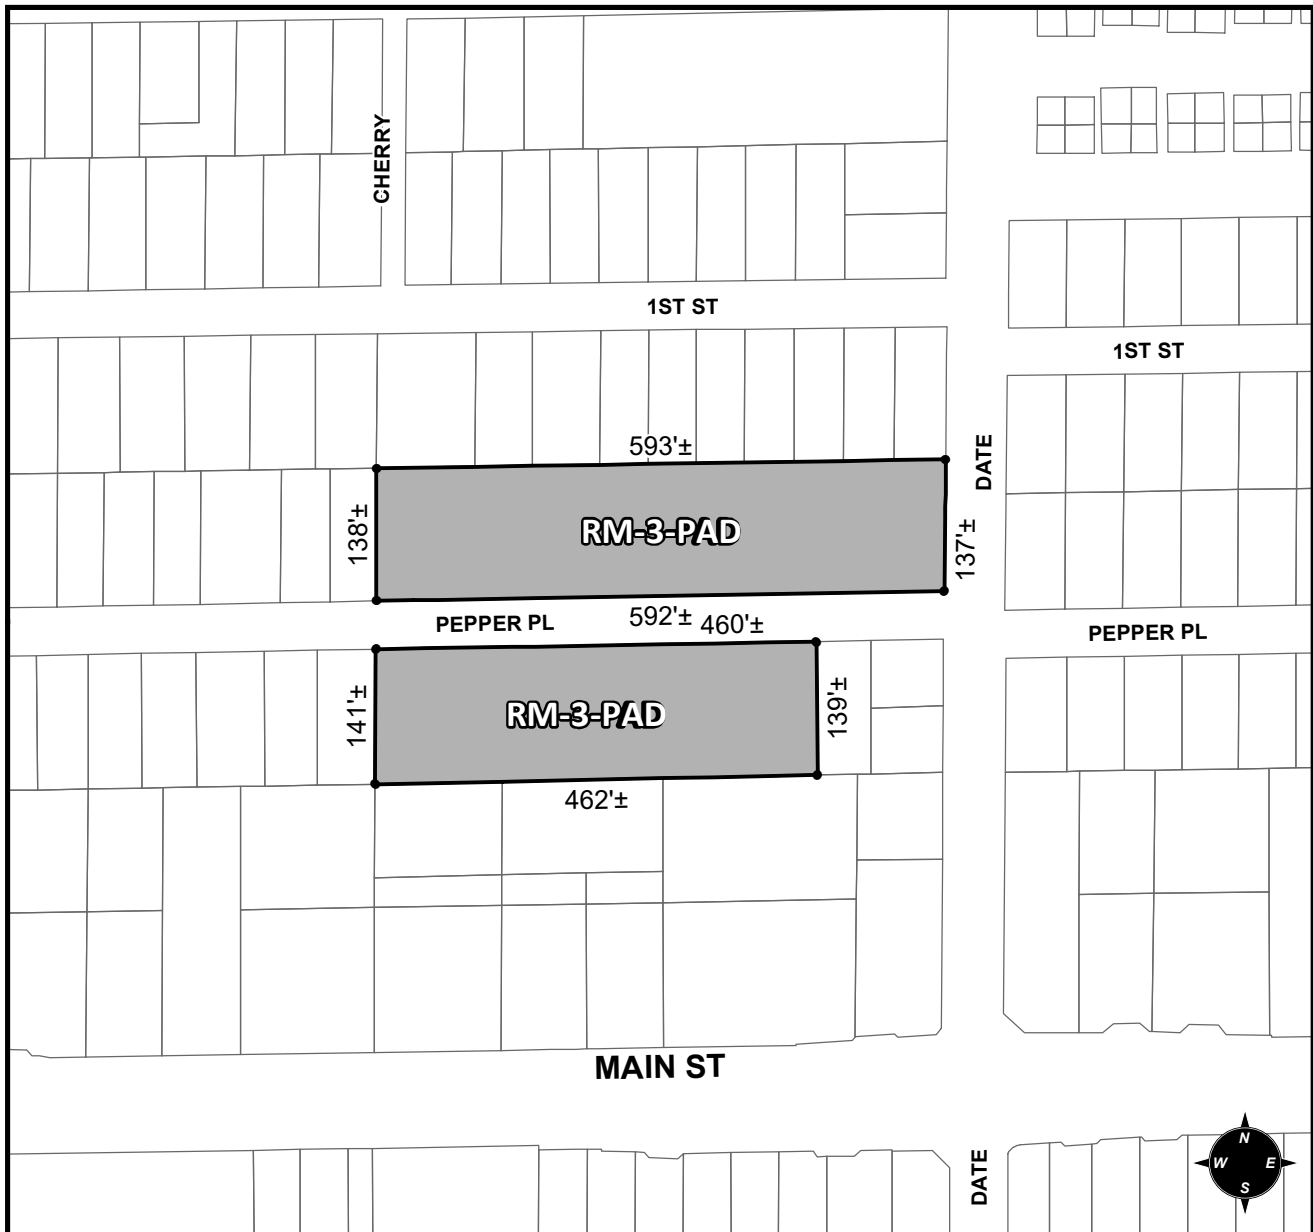 CHERRY
1ST ST
1ST ST
593'±
DATE
138'±
RM-3-PAD
137'±
PEPPER PL
592'±
460'±
PEPPER PL
141'±
RM-3-PAD
139'±
462'±
MAIN ST
DATE
N
W E
S